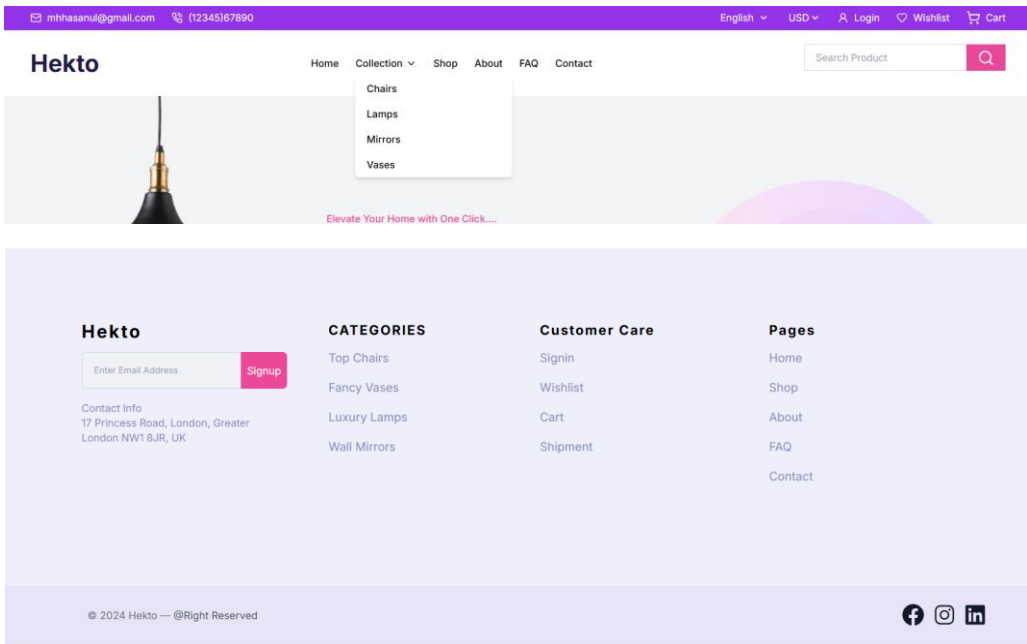 mhhasanul@gmail.com (12345)67890 English USD Login Wishlist Cart
Hekto Home Collection Shop About FAQ Contact Search Product
Chairs
Lamps
Mirrors
Vases
Elevate Your Home with One Click....
Hekto
Enter Email Address Signup
Contact Info
17 Princess Road, London, Greater
London NW1 8JR, UK
CATEGORIES
Top Chairs
Fancy Vases
Luxury Lamps
Wall Mirrors
Customer Care
Signin
Wishlist
Cart
Shipment
Pages
Home
Shop
About
FAQ
Contact
© 2024 Hekto — @Right Reserved